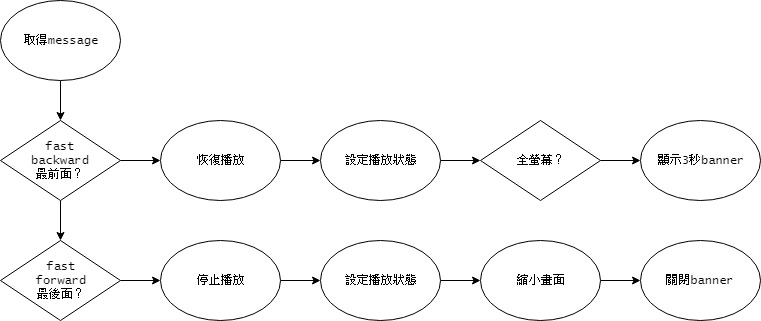 取得message
fast
backward
最前面？
恢復播放
設定播放狀態
全螢幕？
顯示3秒banner
fast
forward
最後面？
停止播放
設定播放狀態
縮小畫面
關閉banner